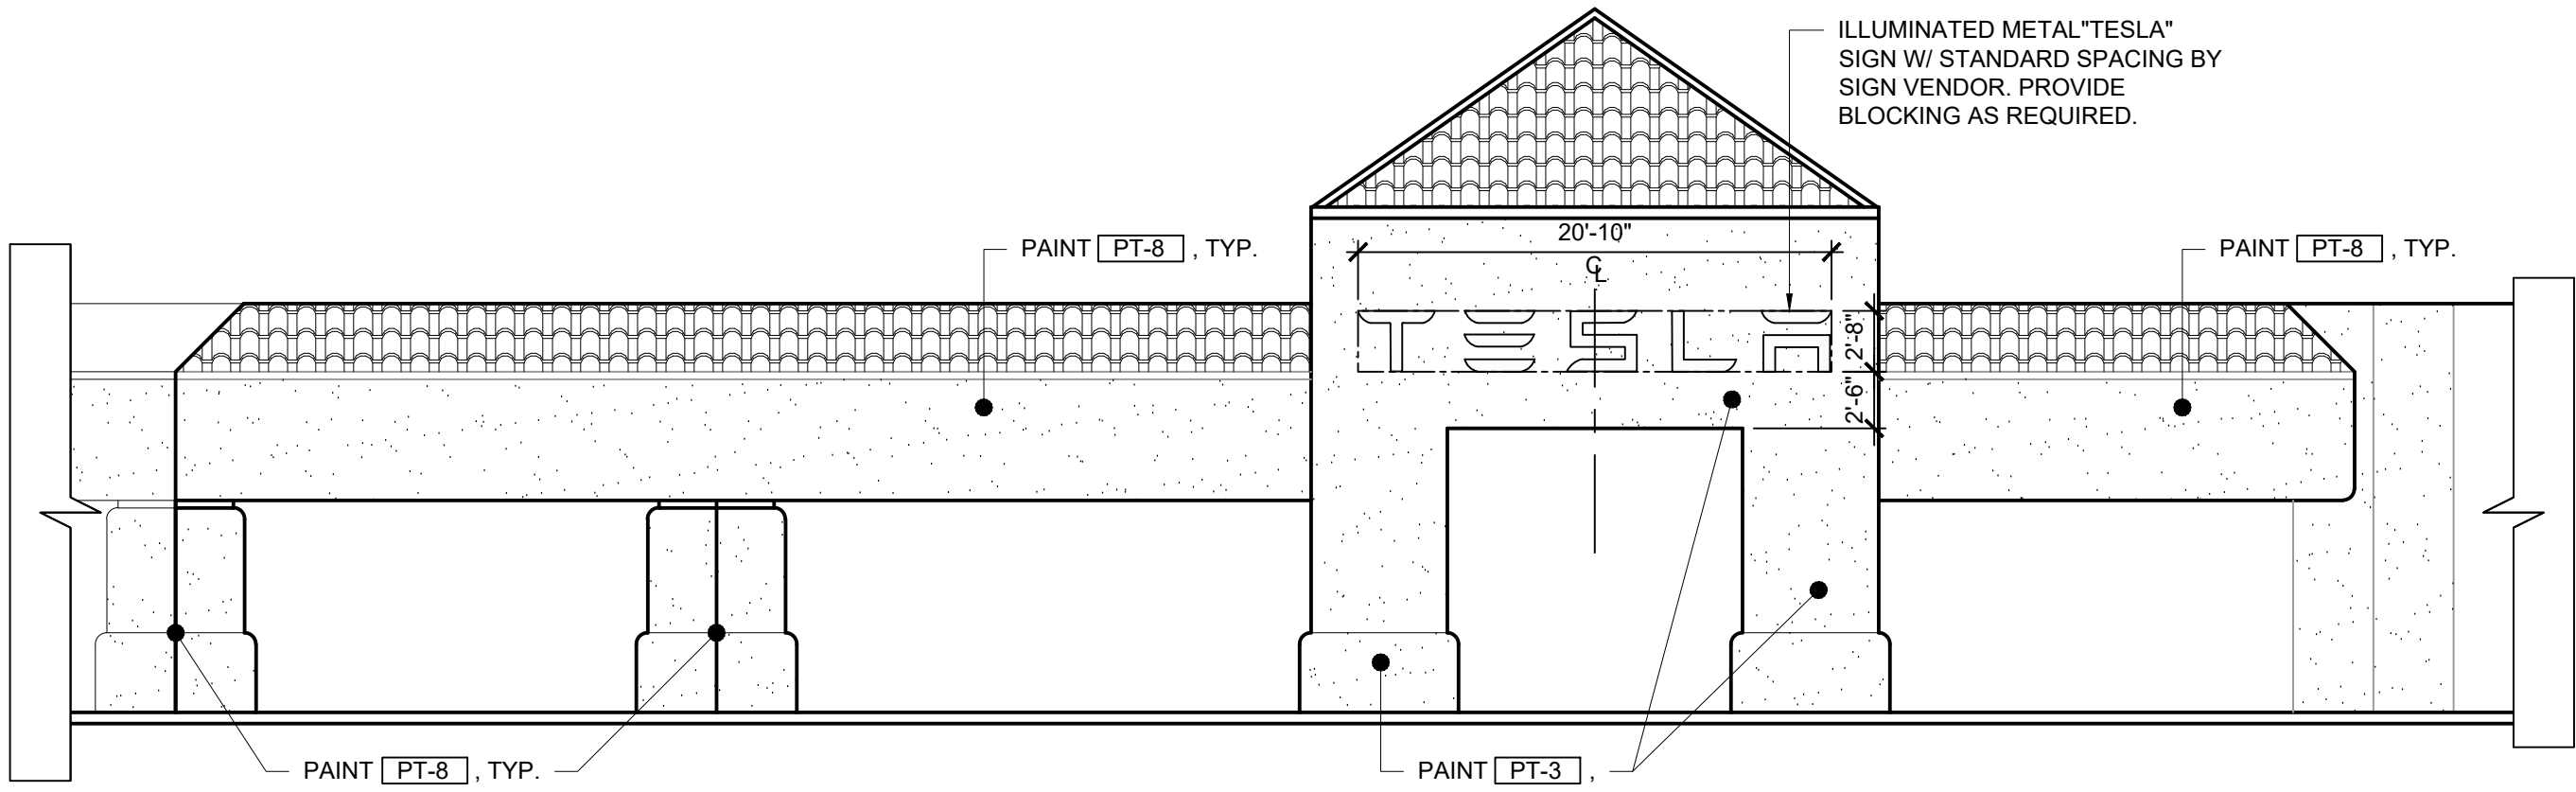 ILLUMINATED METAL"TESLA"
SIGN W/ STANDARD SPACING BY
SIGN VENDOR. PROVIDE
BLOCKING AS REQUIRED.
PAINT PT-8 , TYP.
20'-10"
PAINT PT-8 , TYP.
CL
TESLA
2'-8"
2'-6"
PAINT PT-8 , TYP.
PAINT PT-3 ,